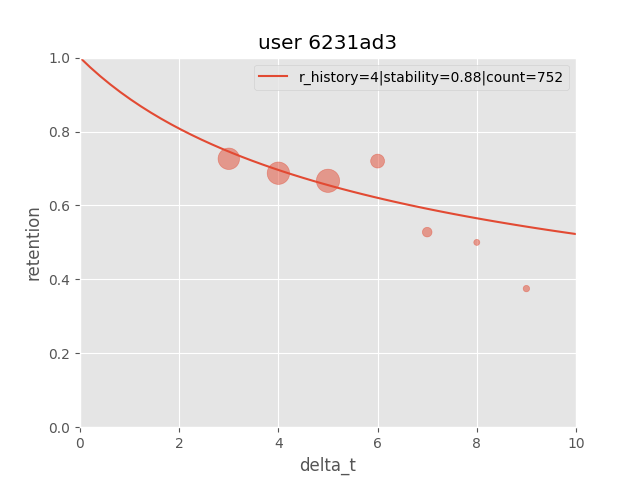 user 6231ad3
r_history=4|stability=0.88|count=752
1.0
0.8
0.6
0.4
0.2
0.0
retention
0 2 4 6 8 10
delta_t